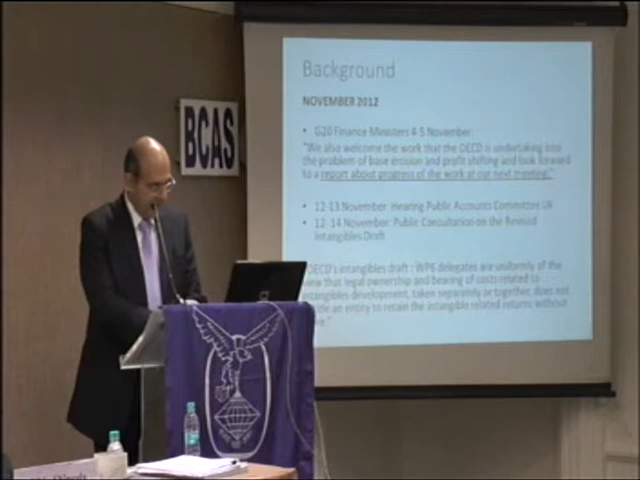 Background
NOVEMBER 2012
• G20 Finance Ministers 4-5 November:
"We also welcome the work that the OECD is undertaking into
the problem of base erosion and profit shifting and look forward
to a report about progress of the work at our next meeting."
• 12-13 November: Hearing Public Accounts Committee UK
• 12-14 November: Public Consultation on the Revised
Intangibles Draft
OECD's intangibles draft : WP6 delegates are uniformly of the
view that legal ownership and bearing of costs related to
intangibles development, taken separately or together, does not
an entity to retain the intangible related returns without
BCAS